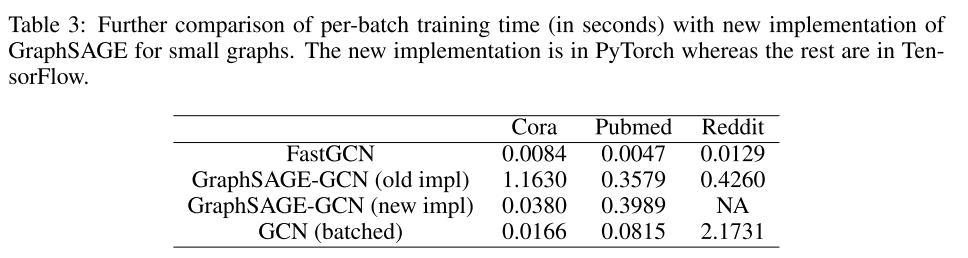 Table 3: Further comparison of per-batch training time (in seconds) with new implementation of
GraphSAGE for small graphs. The new implementation is in PyTorch whereas the rest are in Ten-
sorFlow.
Cora Pubmed Reddit
FastGCN 0.0084 0.0047 0.0129
GraphSAGE-GCN (old impl) 1.1630 0.3579 0.4260
GraphSAGE-GCN (new impl) 0.0380 0.3989 NA
GCN (batched) 0.0166 0.0815 2.1731